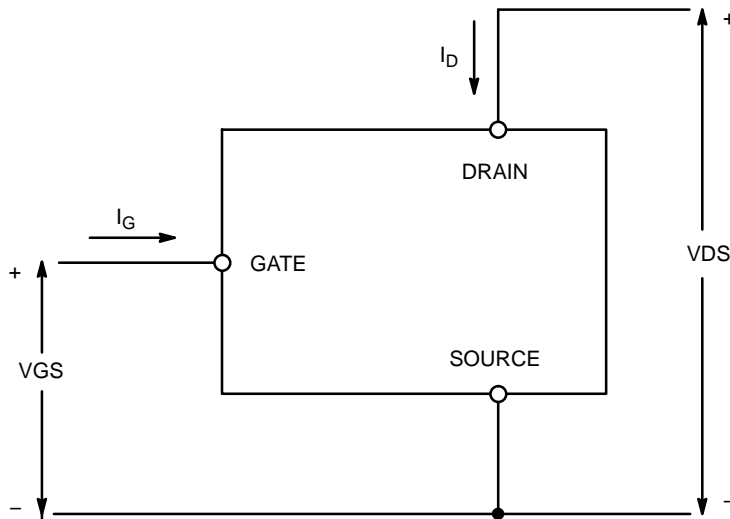 +
I_D
DRAIN
I_G
+
GATE
VDS
VGS
SOURCE
–
–